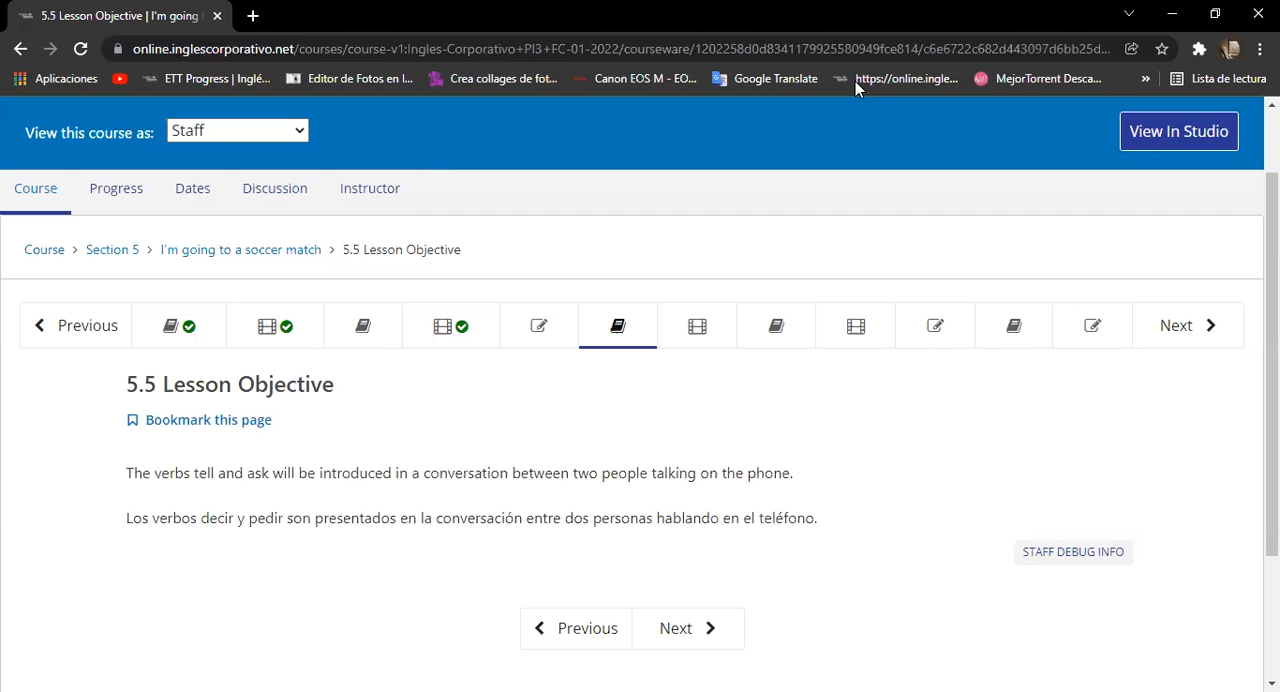 5.5 Lesson Objective | I'm going
online.inglescorporativo.net/courses/course-v1:Ingles-Corporativo+PI3+FC-01-2022/courseware/1202258d0d8341179925580949fce814/c6e6722c682d443097d6bb25d...
Aplicaciones ETT Progress | Inglé... Editor de Fotos en l... Crea collages de fot... Canon EOS M - EO... Google Translate https://online.ingle... MejorTorrent Desca... » Lista de lectura
View this course as: Staff View In Studio
Course Progress Dates Discussion Instructor
Course > Section 5 > I'm going to a soccer match > 5.5 Lesson Objective
Previous Next
5.5 Lesson Objective
Bookmark this page
The verbs tell and ask will be introduced in a conversation between two people talking on the phone.
Los verbos decir y pedir son presentados en la conversación entre dos personas hablando en el teléfono.
STAFF DEBUG INFO
Previous Next